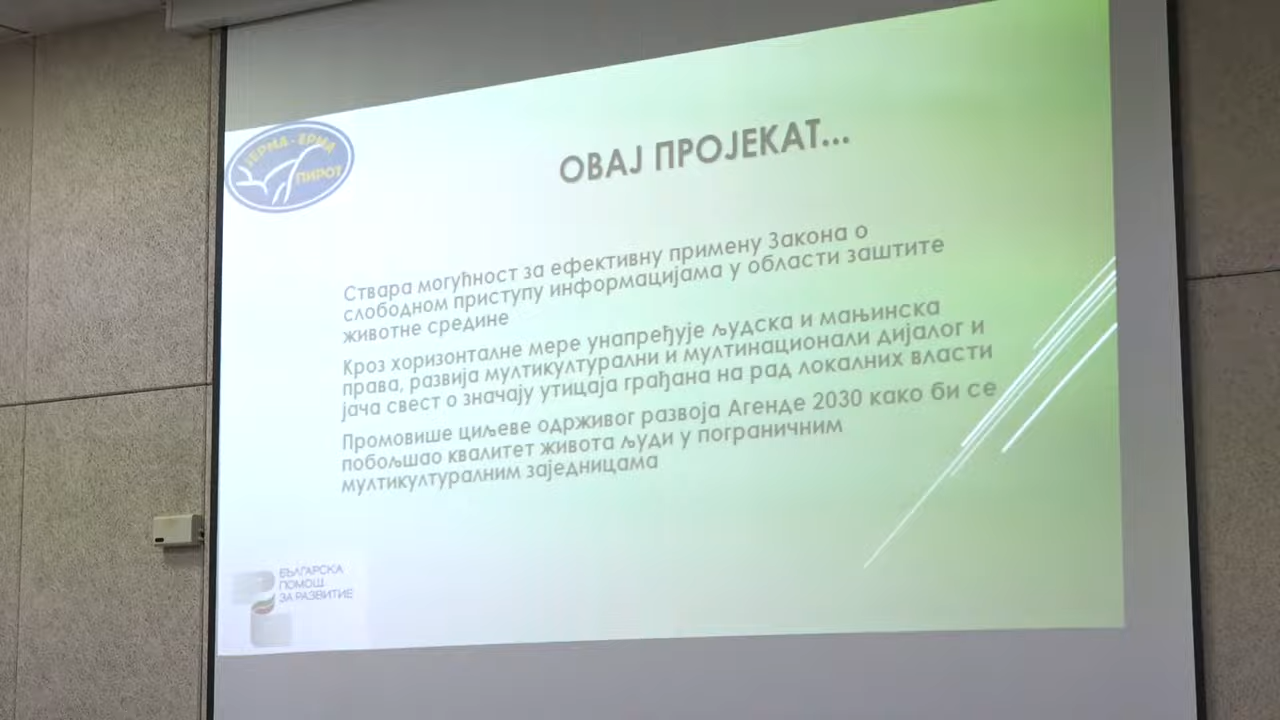 ЈЕРМА - ЕРМА
ПИРОТ
ОВАЈ ПРОЈЕКАТ...
Ствара могућност за ефективну примену Закона о
слободном приступу информацијама у области заштите
животне средине
Кроз хоризонталне мере унапређује људска и мањинска
права, развија мултикултурални и мултинационали дијалог и
јача свест о значају утицаја грађана на рад локалних власти
Промовише циљеве одрживог развоја Агенде 2030 како би се
побољшао квалитет живота људи у пограничним
мултикултуралним заједницама
БЪЛГАРСКА
ПОМОЩ
ЗА РАЗВИТИЕ